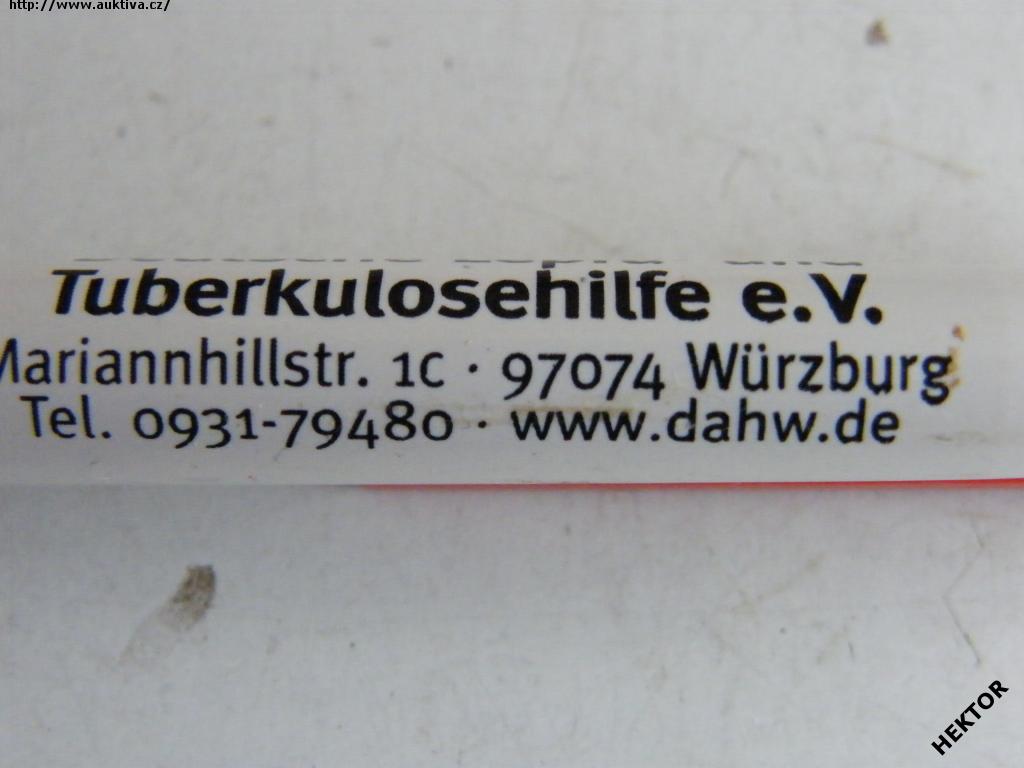 http://www.auktiva.cz/
Tuberkulosehilfe e.V.
Mariannhillstr. 1c · 97074 Würzburg
Tel. 0931-79480 · www.dahw.de
HEKTOR